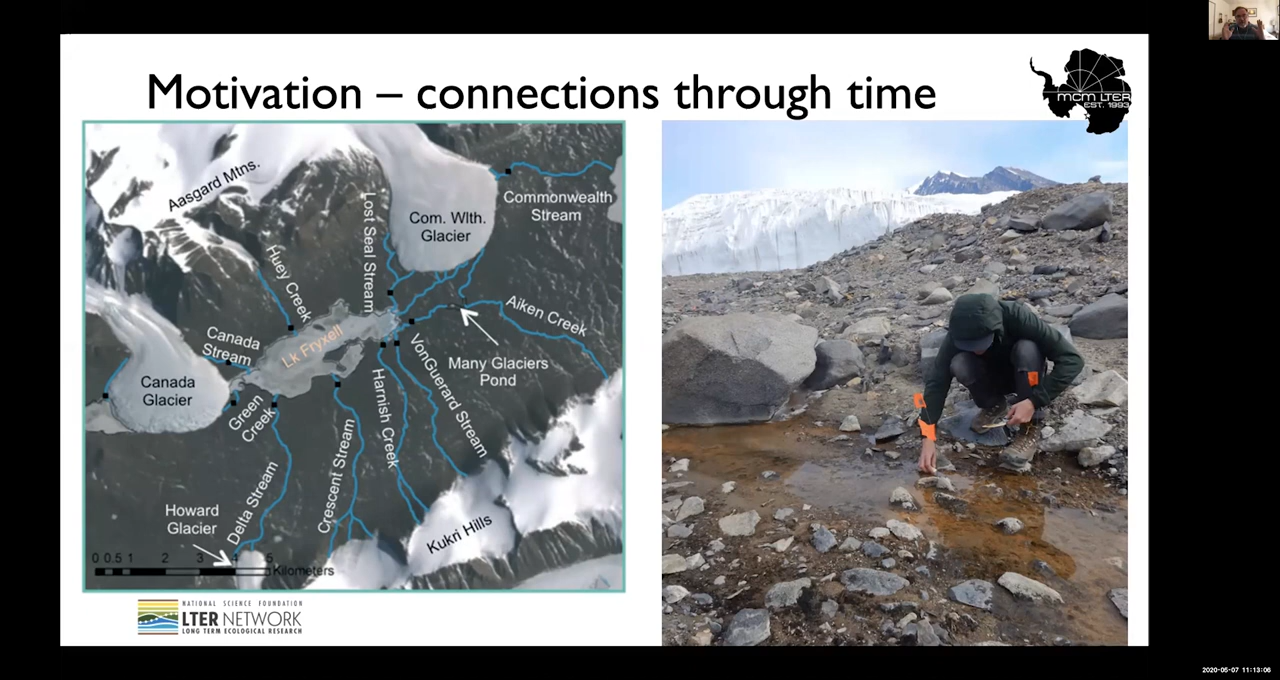 Motivation – connections through time
MCM LTER
EST. 1993
Aasgard Mtns.
Lost Seal Stream
Com. Wlth.
Glacier
Commonwealth
Stream
Huey Creek
Aiken Creek
Canada
Stream
Lk Fryxell
Many Glaciers
Pond
Canada
Glacier
Green
Creek
Harnish Creek
VonGuerard Stream
Crescent Stream
Delta Stream
Howard
Glacier
Kukri Hills
0 0.5 1 2 3 4 5
Kilometers
NATIONAL SCIENCE FOUNDATION
LTER NETWORK
LONG TERM ECOLOGICAL RESEARCH
2020-05-07 11:13:06